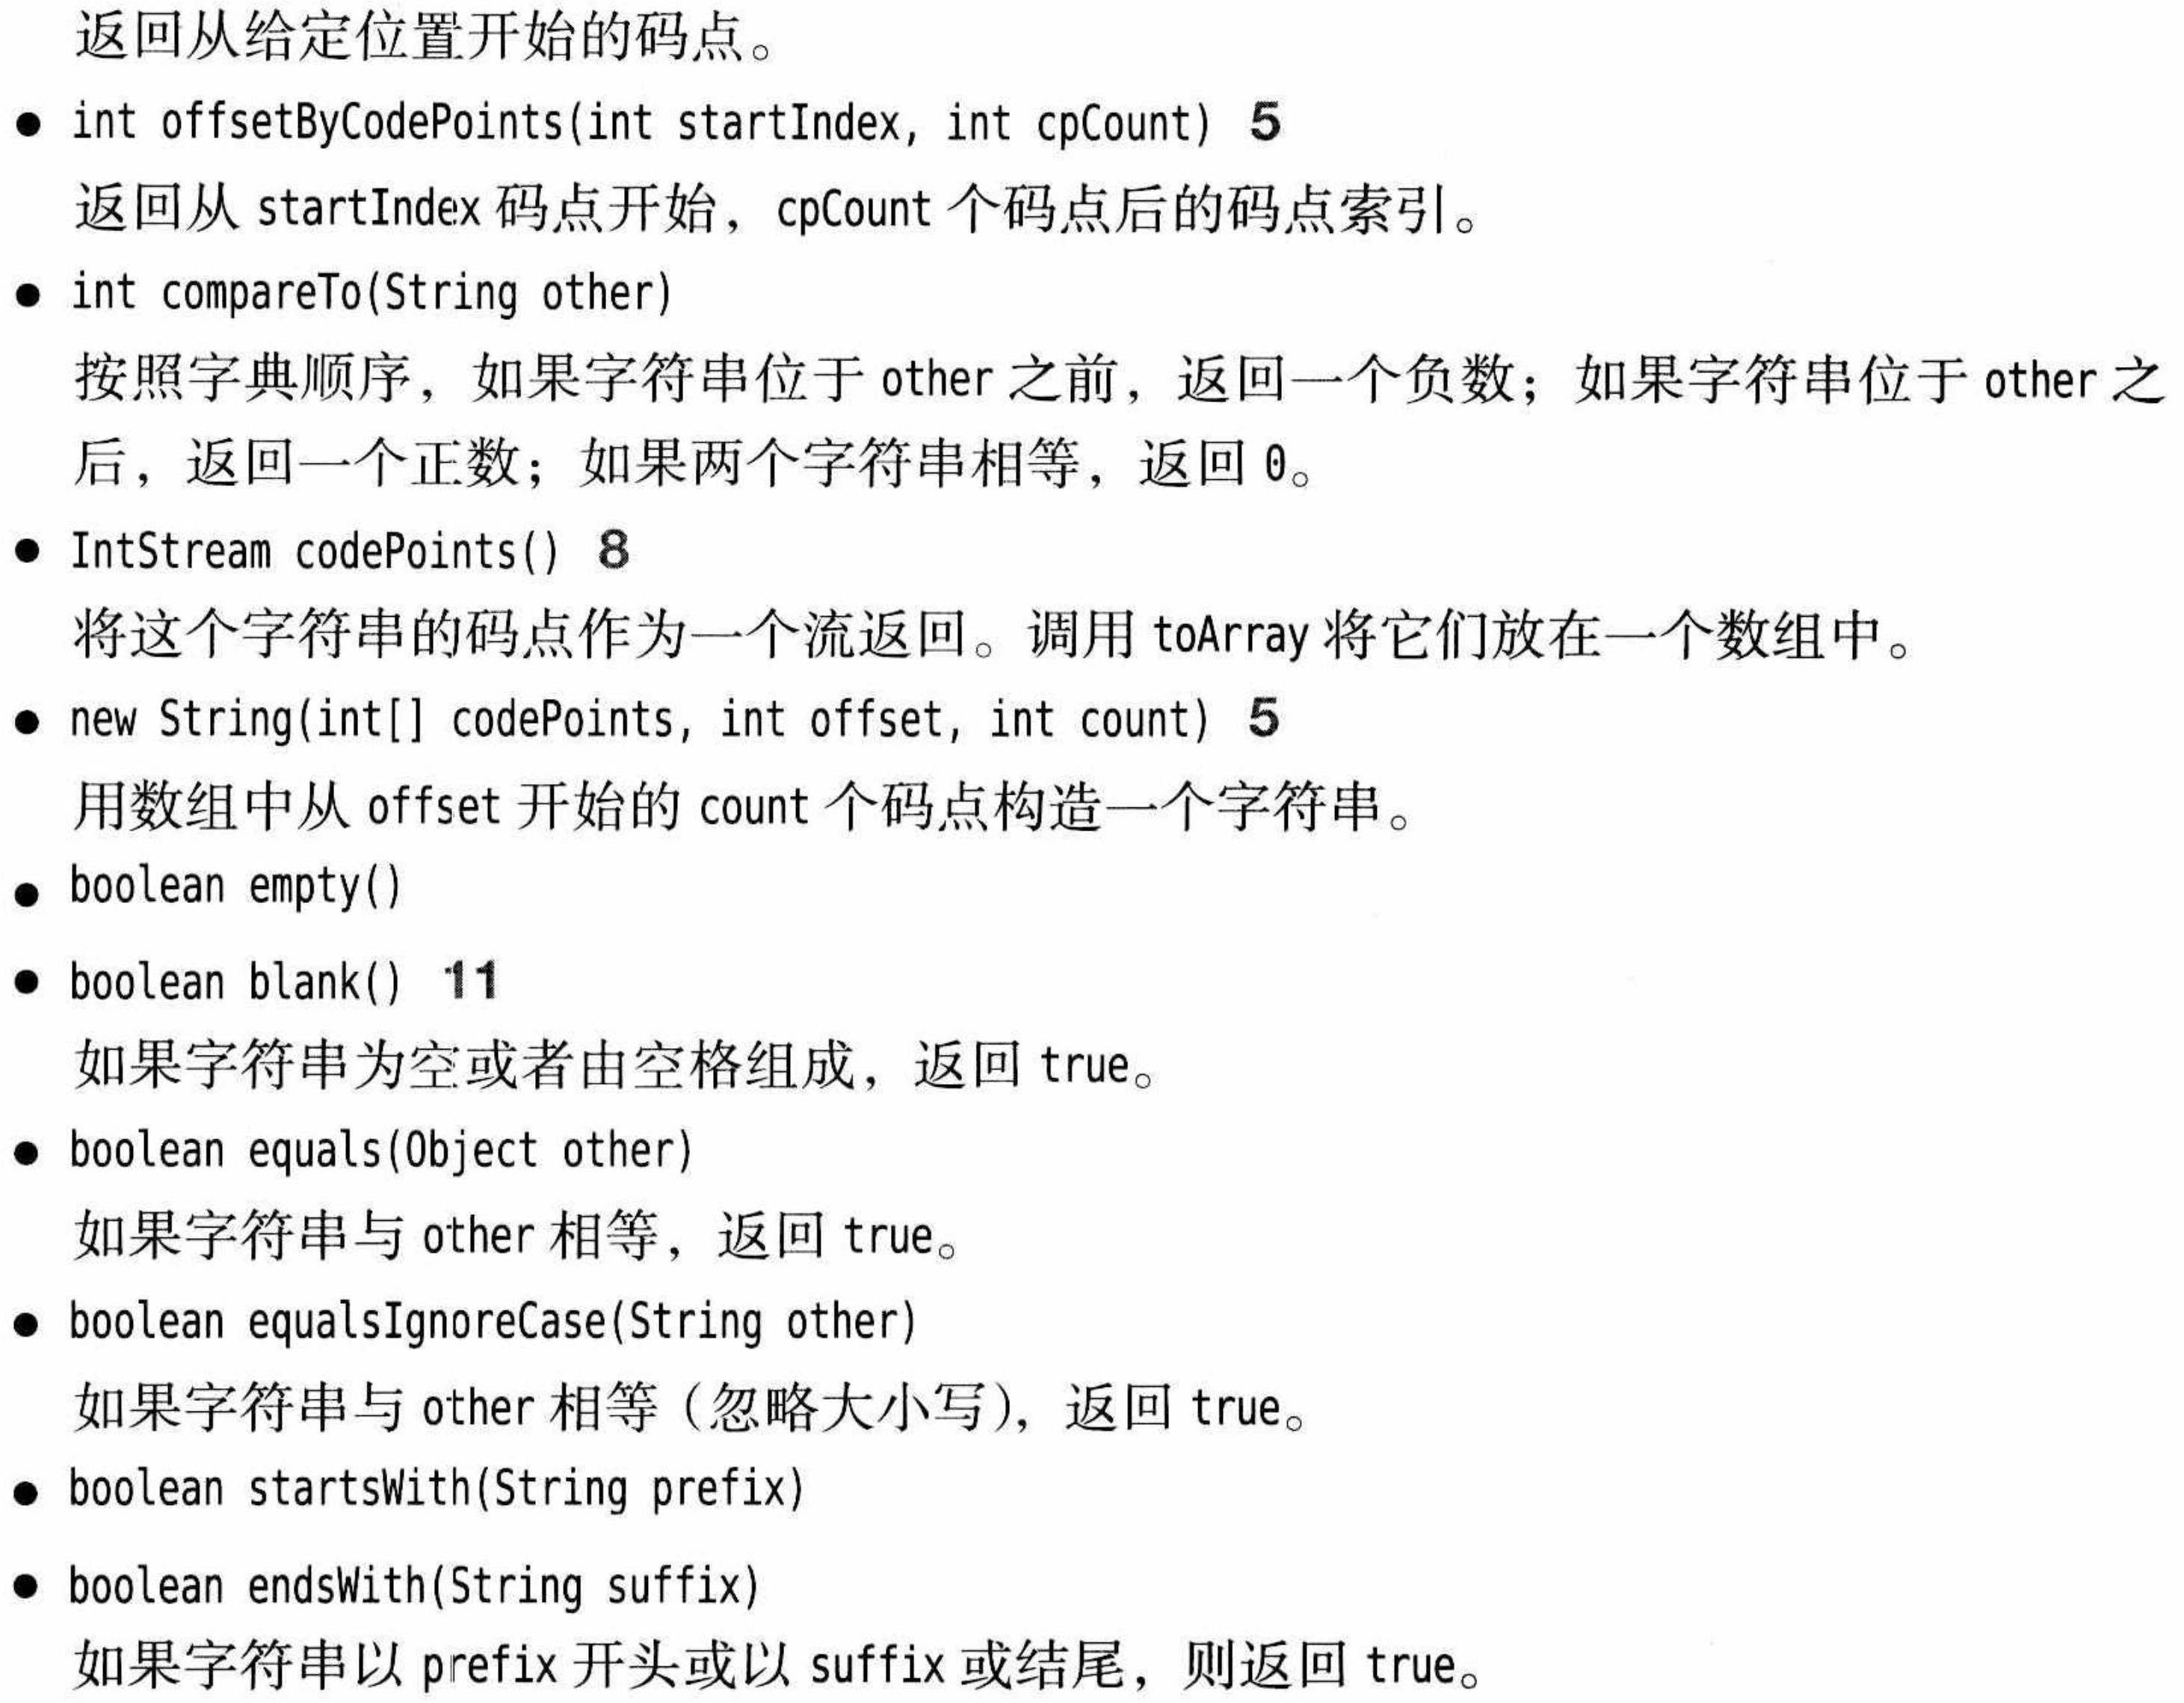 返回从给定位置开始的码点。
● int offsetByCodePoints(int startIndex, int cpCount) 5
返回从 startIndex 码点开始，cpCount 个码点后的码点索引。
● int compareTo(String other)
按照字典顺序，如果字符串位于 other 之前，返回一个负数；如果字符串位于 other 之
后，返回一个正数；如果两个字符串相等，返回 0。
● IntStream codePoints() 8
将这个字符串的码点作为一个流返回。调用 toArray 将它们放在一个数组中。
● new String(int[] codePoints, int offset, int count) 5
用数组中从 offset 开始的 count 个码点构造一个字符串。
● boolean empty()
● boolean blank() 11
如果字符串为空或者由空格组成，返回 true。
● boolean equals(Object other)
如果字符串与 other 相等，返回 true。
● boolean equalsIgnoreCase(String other)
如果字符串与 other 相等（忽略大小写），返回 true。
● boolean startsWith(String prefix)
● boolean endsWith(String suffix)
如果字符串以 prefix 开头或以 suffix 或结尾，则返回 true。